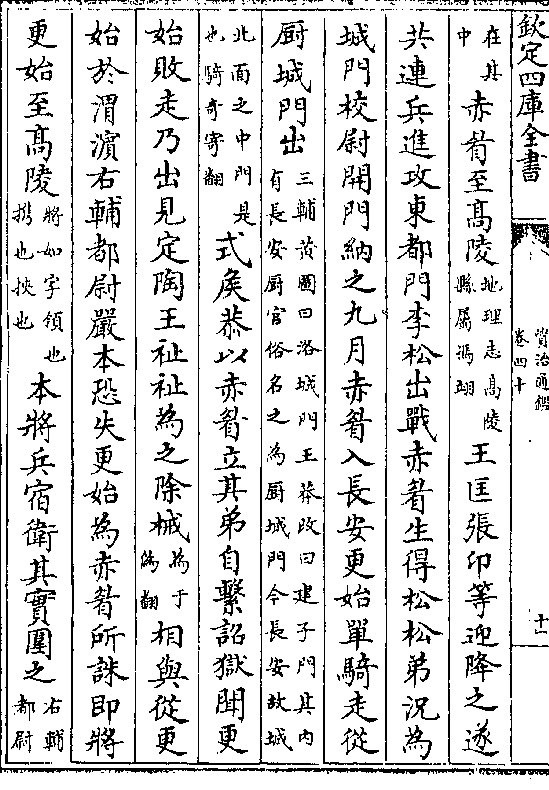 欽定四庫全書
資治通鑑
卷四十
十一
在其
中
赤眉至髙陵
地理志髙陵
縣屬馮翊
王匡張卬等迎降之遂
共連兵進攻東都門李松出戰赤眉生得松松弟況為
城門校尉開門納之九月赤眉入長安更始單騎走從
厨城門出
三輔黄圖曰洛城門王莽改曰建子門其内
有長安厨官俗名之為厨城門今長安故城
北面之中門是
也騎奇寄翻
式侯恭以赤眉立其弟自繫詔獄聞更
始敗走乃出見定陶王祉祉為之除械
為于
偽翻
相與從更
始於渭濱右輔都尉嚴本恐失更始為赤眉所誅即將
更始至髙陵
將如字領也
携也挾也
本將兵宿衛其實圍之
右輔
都尉